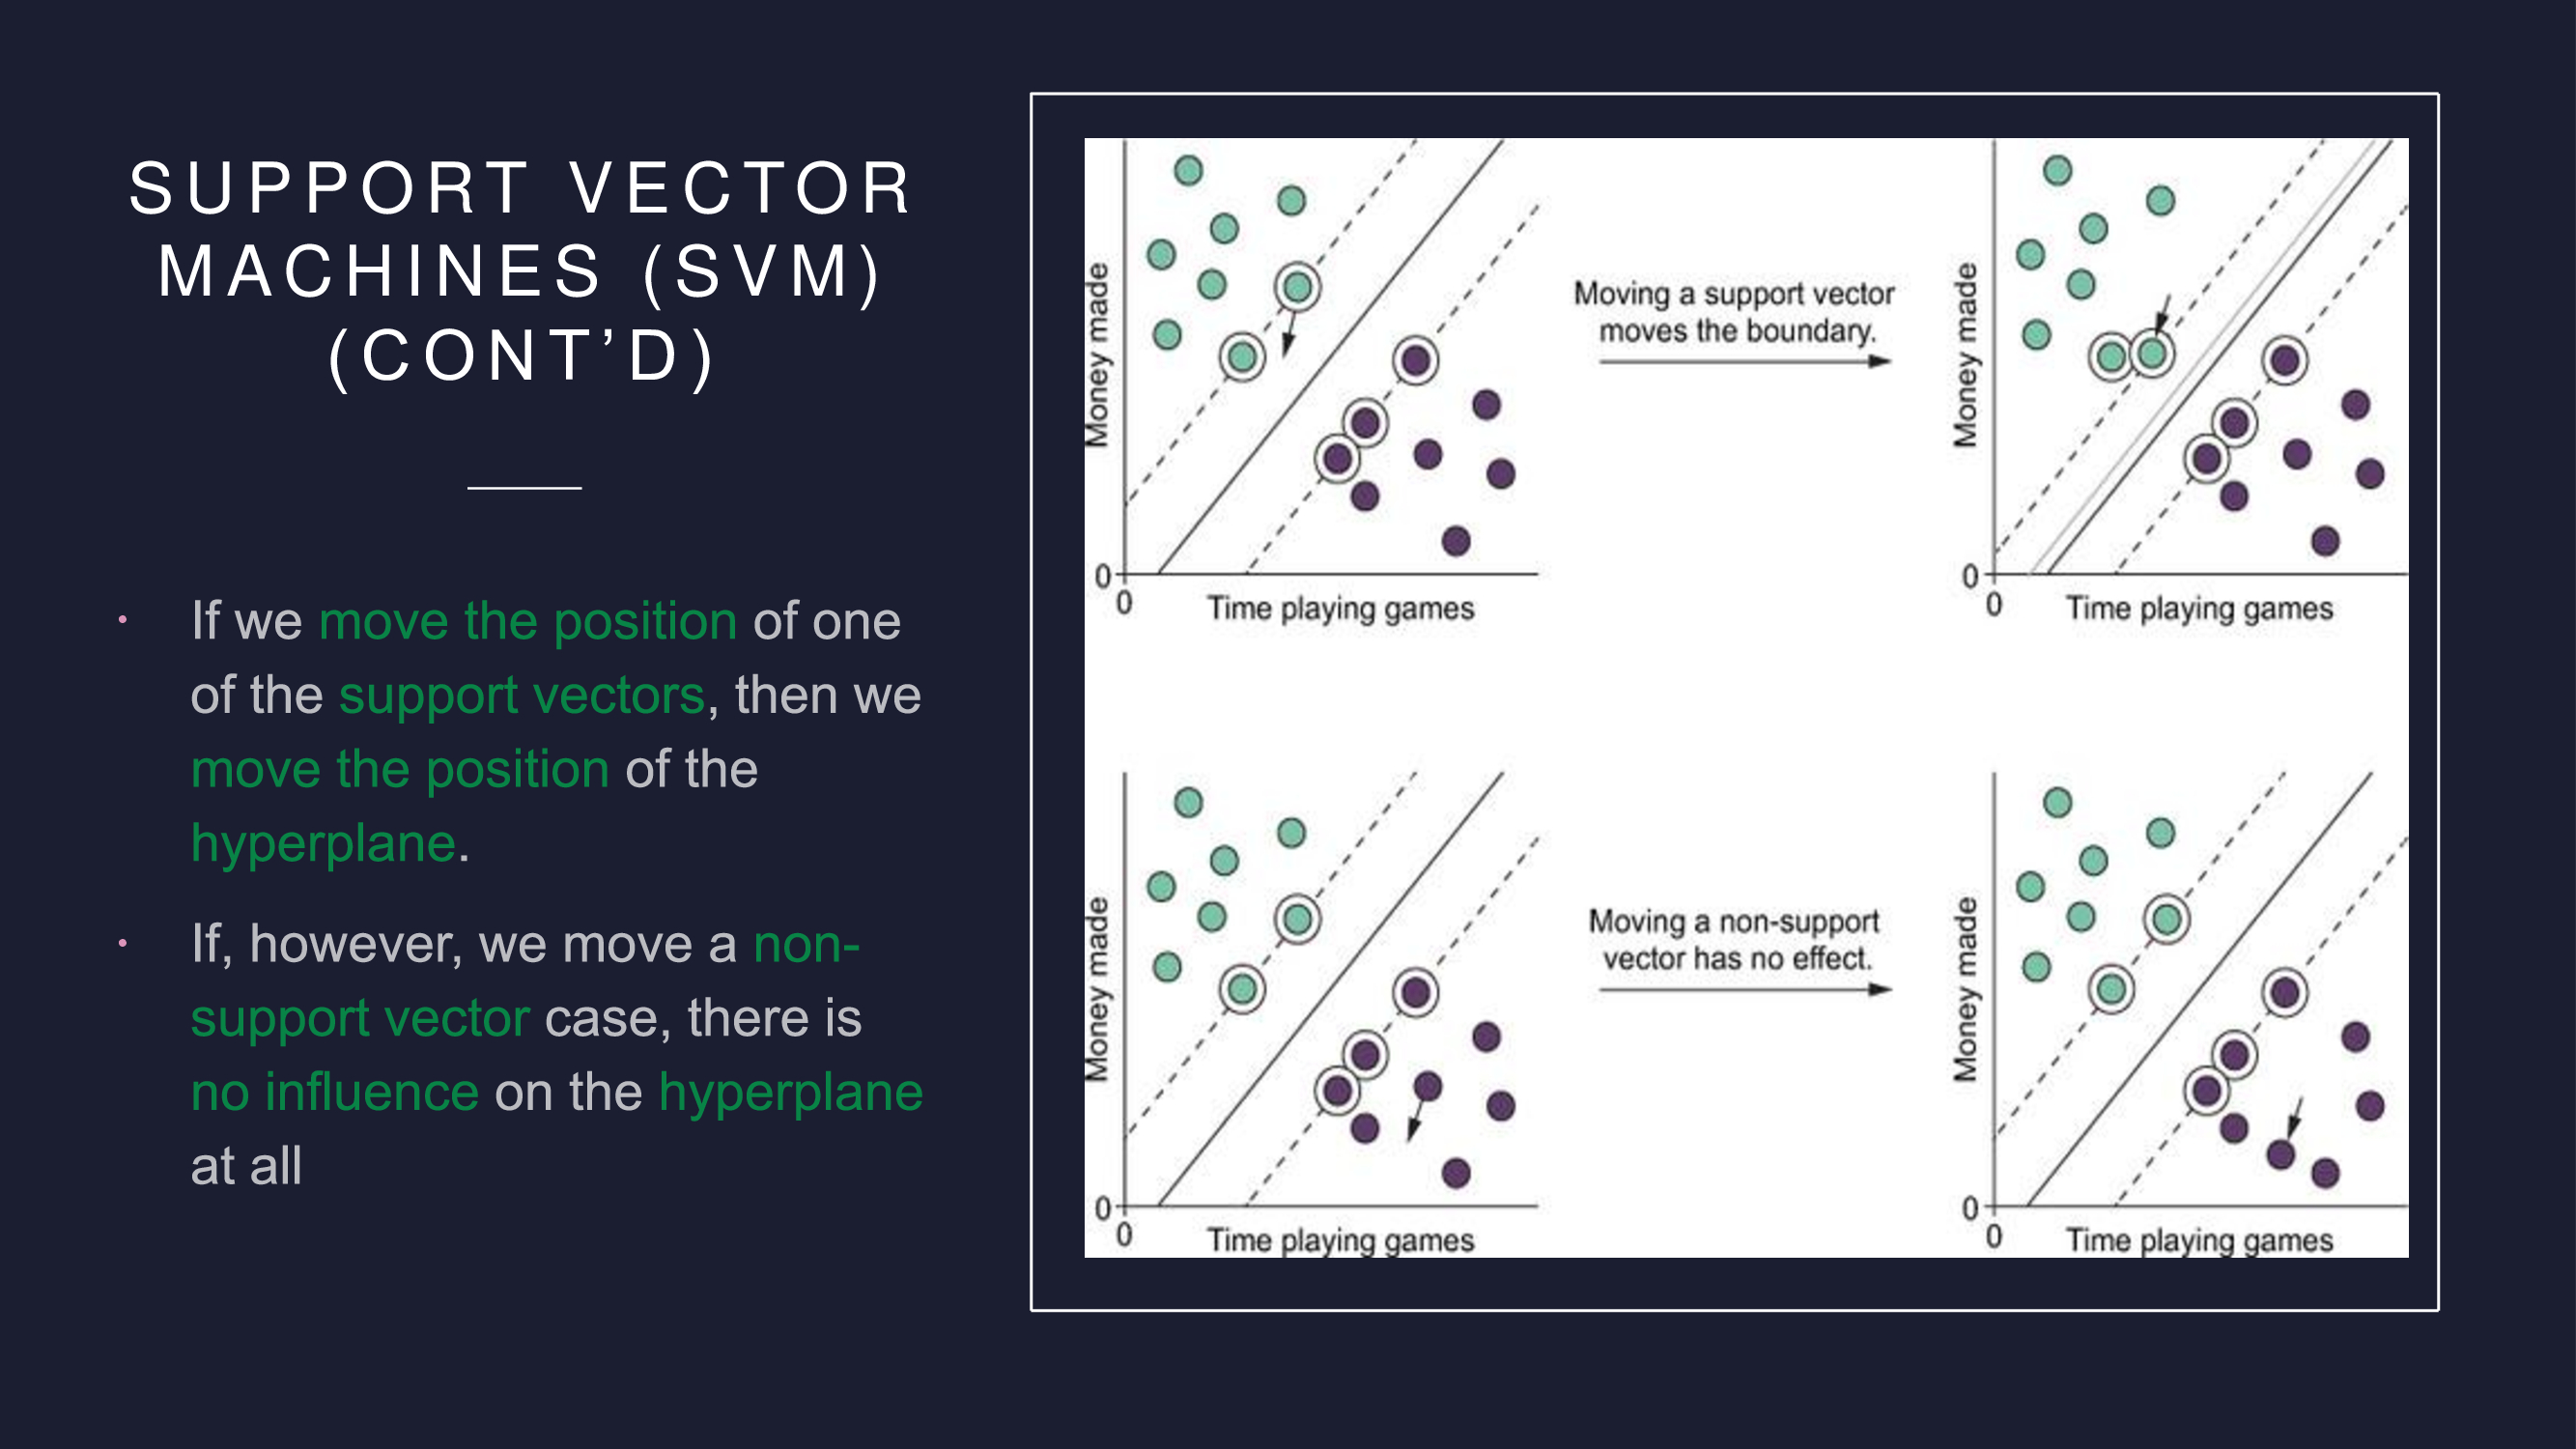 SUPPORT VECTOR
MACHINES (SVM)
(CONT’D)
• If we move the position of one
of the support vectors, then we
move the position of the
hyperplane.
• If, however, we move a non-
support vector case, there is
no influence on the hyperplane
at all
Money made
0
0
Time playing games
Moving a support vector
moves the boundary.
Money made
0
0
Time playing games
Money made
0
0
Time playing games
Moving a non-support
vector has no effect.
Money made
0
0
Time playing games